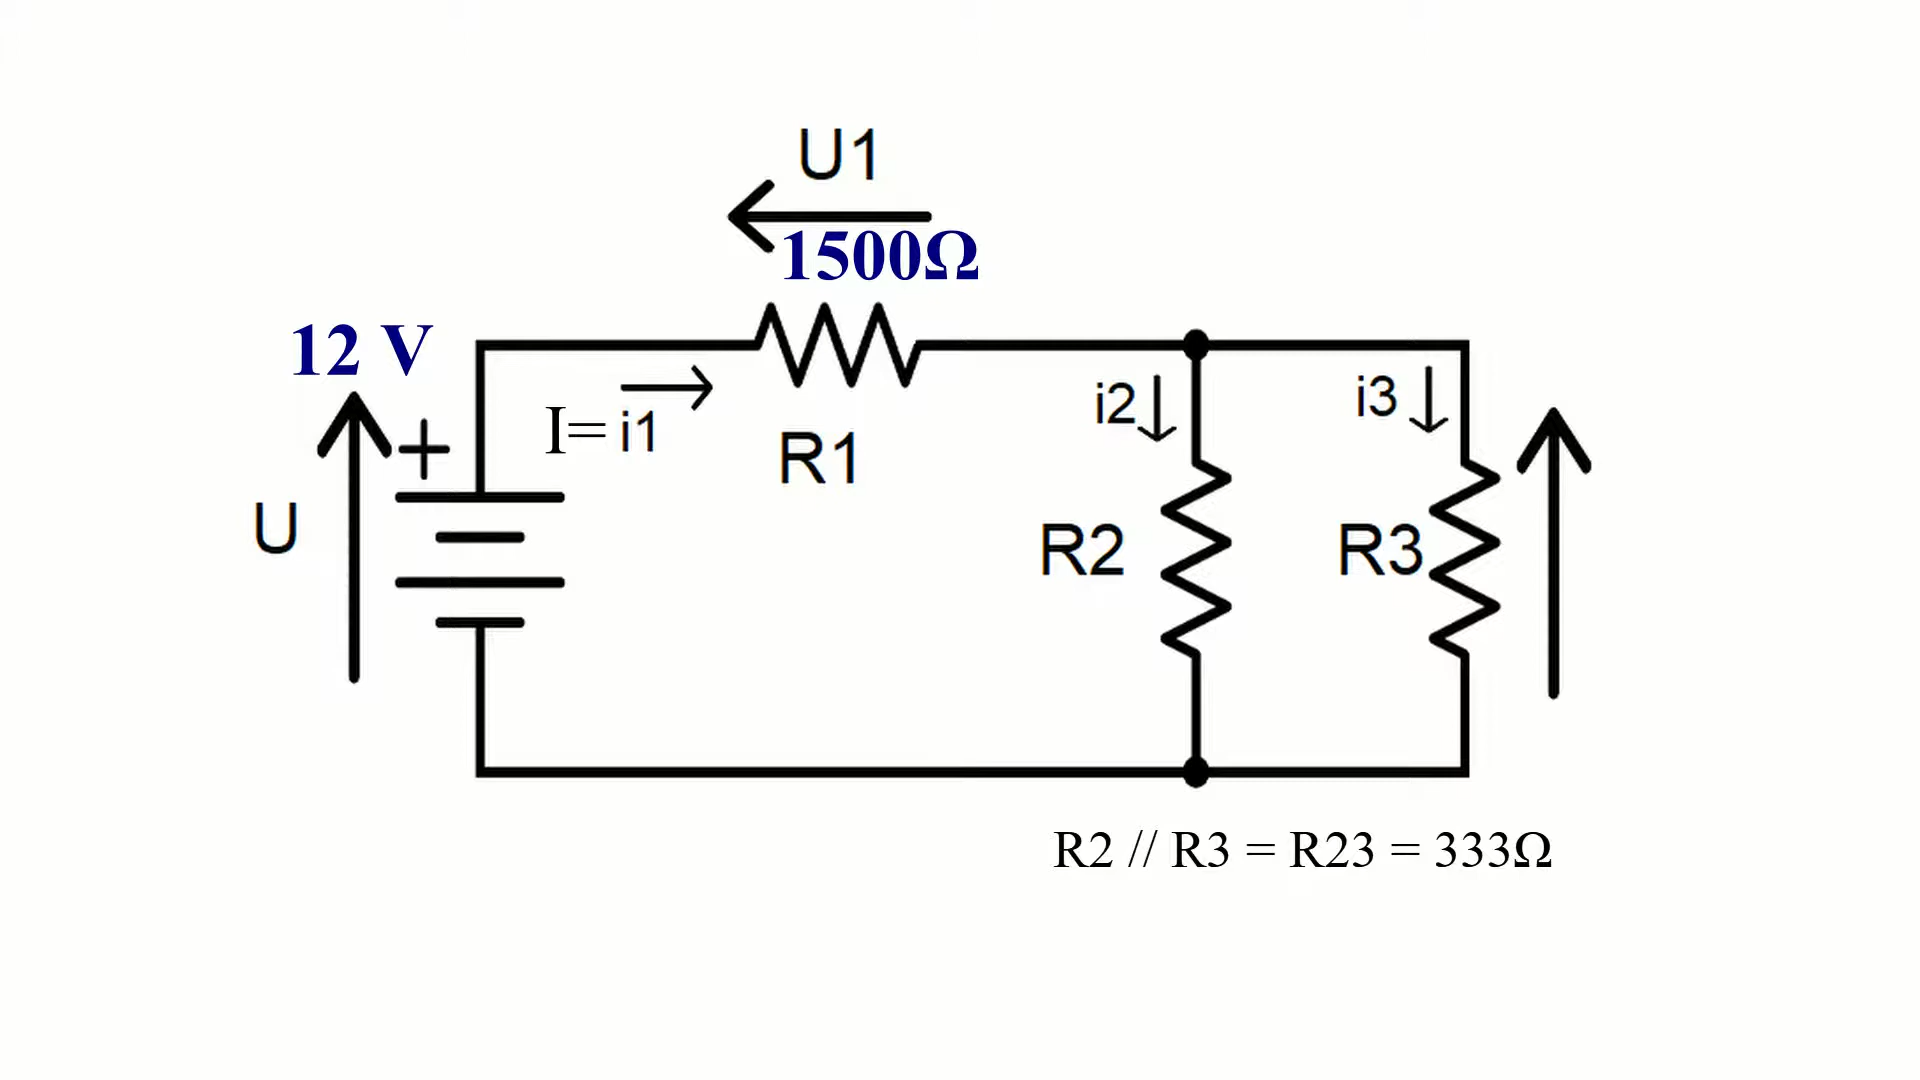 U1
1500Ω
12 V
+
I= i1
R1
i2
i3
U
R2
R3
R2 // R3 = R23 = 333Ω